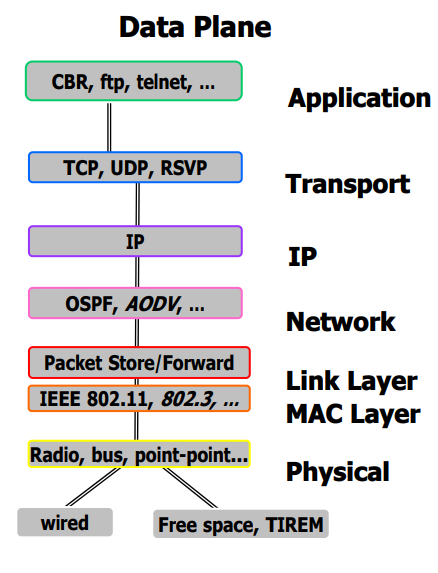 Data Plane
CBR, ftp, telnet, ...
Application
TCP, UDP, RSVP
Transport
IP
IP
OSPF, AODV, ...
Network
Packet Store/Forward
Link Layer
IEEE 802.11, 802.3, ...
MAC Layer
Radio, bus, point-point...
Physical
wired
Free space, TIREM